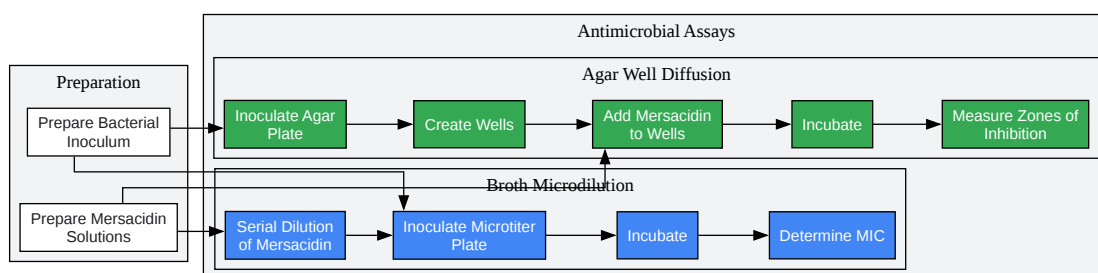 Antimicrobial Assays
Preparation
Agar Well Diffusion
Prepare Bacterial
Inoculum
Inoculate Agar
Plate
Create Wells
Add Mersacidin
to Wells
Incubate
Measure Zones of
Inhibition
Broth Microdilution
Prepare Mersacidin
Solutions
Serial Dilution
of Mersacidin
Inoculate Microtiter
Plate
Incubate
Determine MIC